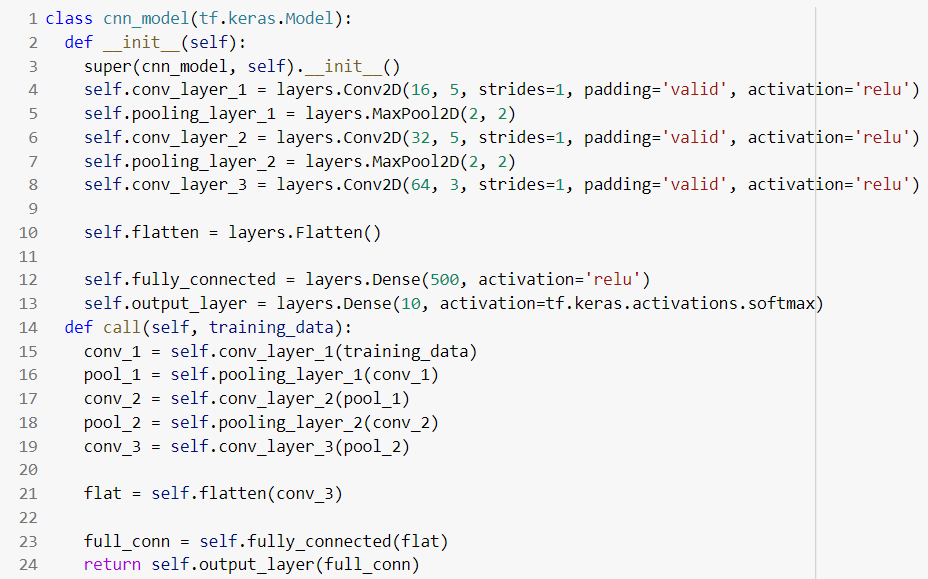 1 class cnn_model(tf.keras.Model):
2   def __init__(self):
3     super(cnn_model, self).__init__()
4     self.conv_layer_1 = layers.Conv2D(16, 5, strides=1, padding='valid', activation='relu')
5     self.pooling_layer_1 = layers.MaxPool2D(2, 2)
6     self.conv_layer_2 = layers.Conv2D(32, 5, strides=1, padding='valid', activation='relu')
7     self.pooling_layer_2 = layers.MaxPool2D(2, 2)
8     self.conv_layer_3 = layers.Conv2D(64, 3, strides=1, padding='valid', activation='relu')
9
10     self.flatten = layers.Flatten()
11
12     self.fully_connected = layers.Dense(500, activation='relu')
13     self.output_layer = layers.Dense(10, activation=tf.keras.activations.softmax)
14   def call(self, training_data):
15     conv_1 = self.conv_layer_1(training_data)
16     pool_1 = self.pooling_layer_1(conv_1)
17     conv_2 = self.conv_layer_2(pool_1)
18     pool_2 = self.pooling_layer_2(conv_2)
19     conv_3 = self.conv_layer_3(pool_2)
20
21     flat = self.flatten(conv_3)
22
23     full_conn = self.fully_connected(flat)
24     return self.output_layer(full_conn)